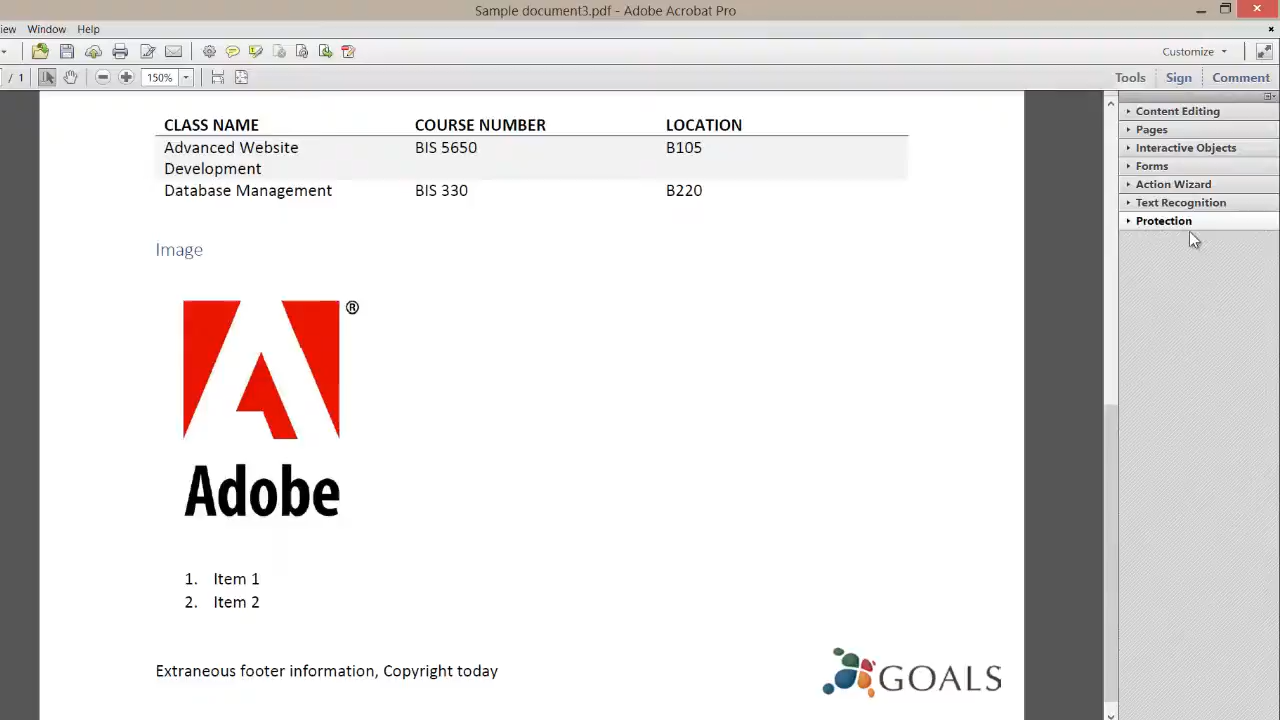 Sample document3.pdf - Adobe Acrobat Pro
iew Window Help
Customize
/ 1 150% Tools Sign Comment
Content Editing
Pages
Interactive Objects
Forms
Action Wizard
Text Recognition
Protection
CLASS NAME COURSE NUMBER LOCATION
Advanced Website BIS 5650 B105
Development
Database Management BIS 330 B220
Image
®
Adobe
1. Item 1
2. Item 2
Extraneous footer information, Copyright today
GOALS